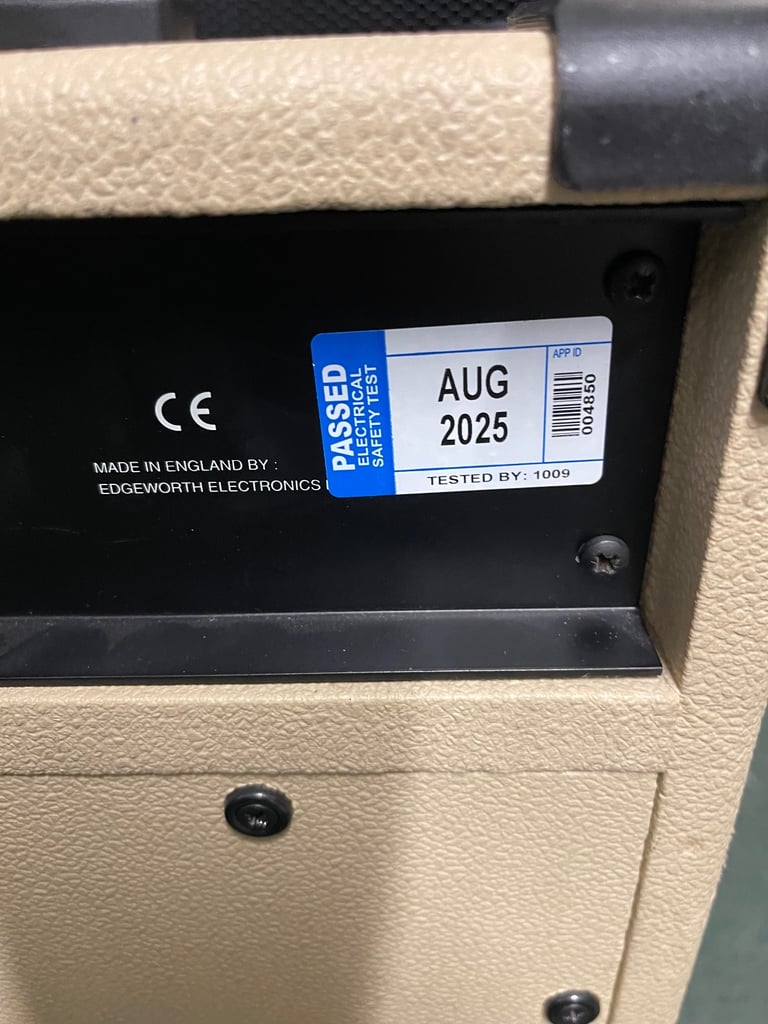 CE
MADE IN ENGLAND BY :
EDGEWORTH ELECTRONICS
PASSED
ELECTRICAL
SAFETY TEST
AUG
2025
APP ID
004850
TESTED BY: 1009